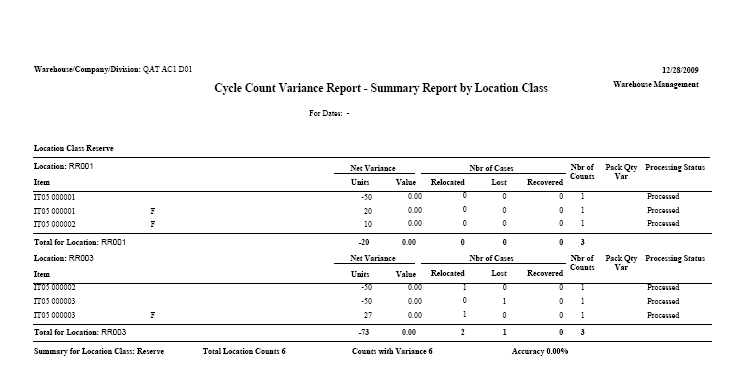 Warehouse/Company/Division: QAT AC1 D01 12/28/2009
Cycle Count Variance Report - Summary Report by Location Class Warehouse Management
For Dates: -
Location Class Reserve
Location: RR001 Net Variance Nbr of Cases Nbr of Counts Pack Qty Var Processing Status
Item Units Value Relocated Lost Recovered
IT05 000001 -50 0.00 0 0 0 1 Processed
IT05 000001 F 20 0.00 0 0 0 1 Processed
IT05 000002 F 10 0.00 0 0 0 1 Processed
Total for Location: RR001 -20 0.00 0 0 0 3
Location: RR003 Net Variance Nbr of Cases Nbr of Counts Pack Qty Var Processing Status
Item Units Value Relocated Lost Recovered
IT05 000002 -50 0.00 1 0 0 1 Processed
IT05 000003 -50 0.00 0 1 0 1 Processed
IT05 000003 F 27 0.00 1 0 0 1 Processed
Total for Location: RR003 -73 0.00 2 1 0 3
Summary for Location Class: Reserve Total Location Counts 6 Counts with Variance 6 Accuracy 0.00%